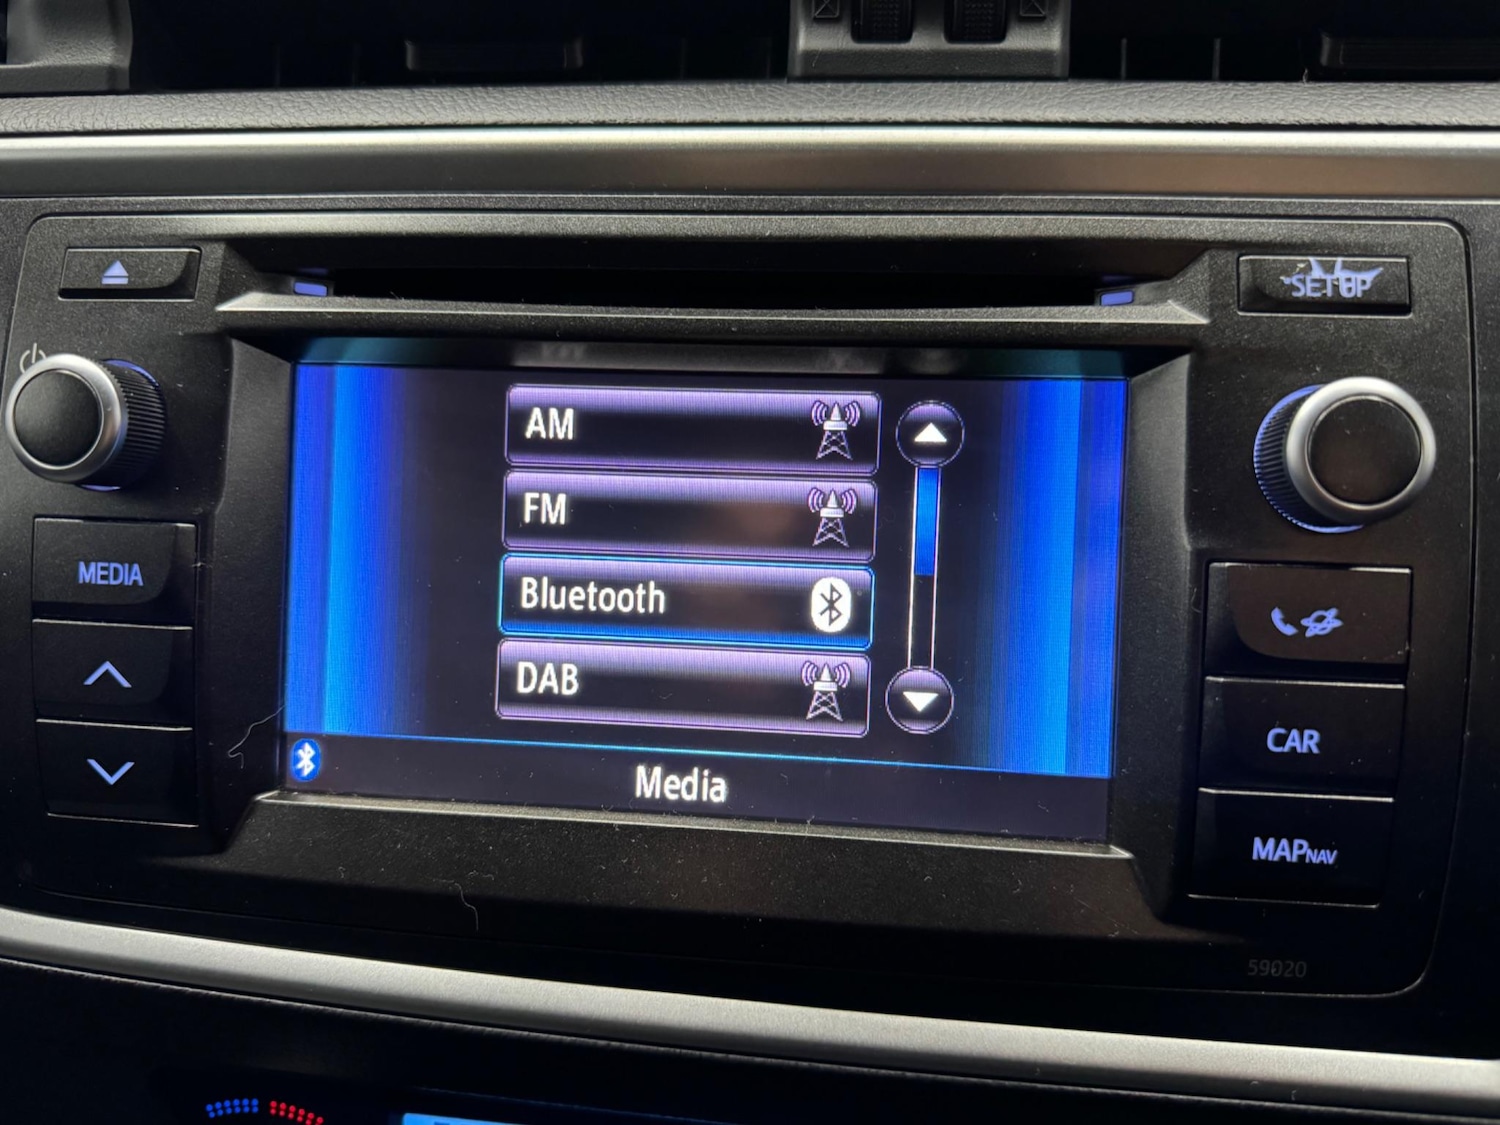 SETUP
AM
FM
MEDIA
Bluetooth
DAB
CAR
Media
MAPNAV
59020